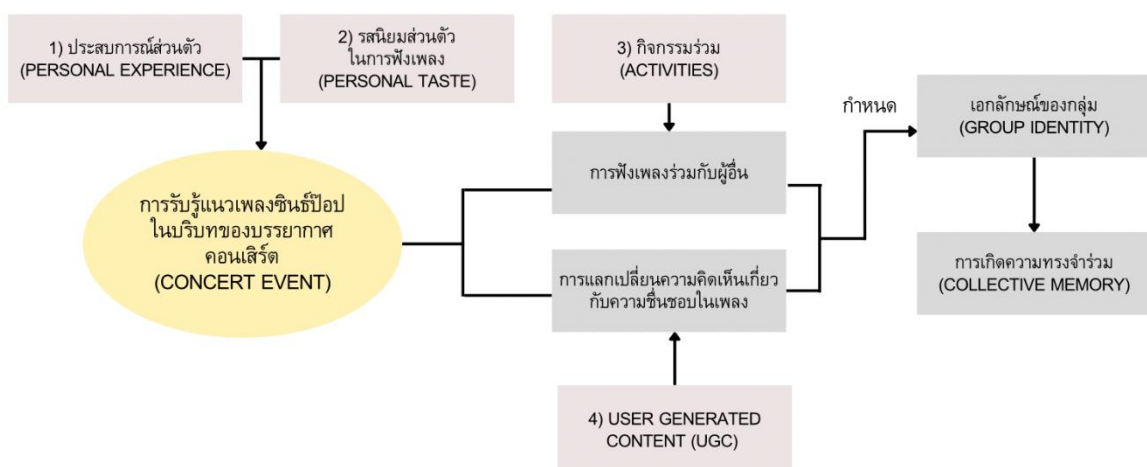 1) ประสบการณ์ส่วนตัว
(PERSONAL EXPERIENCE)
2) รสนิยมส่วนตัว
ในการฟังเพลง
(PERSONAL TASTE)
3) กิจกรรมร่วม
(ACTIVITIES)
กำหนด
เอกลักษณ์ของกลุ่ม
(GROUP IDENTITY)
การฟังเพลงร่วมกับผู้อื่น
การรับรู้แนวเพลงซินธ์ป๊อป
ในบริบทของบรรยากาศ
คอนเสิร์ต
(CONCERT EVENT)
การแลกเปลี่ยนความคิดเห็นเกี่ยว
กับความชื่นชอบในเพลง
การเกิดความทรงจำร่วม
(COLLECTIVE MEMORY)
4) USER GENERATED
CONTENT (UGC)